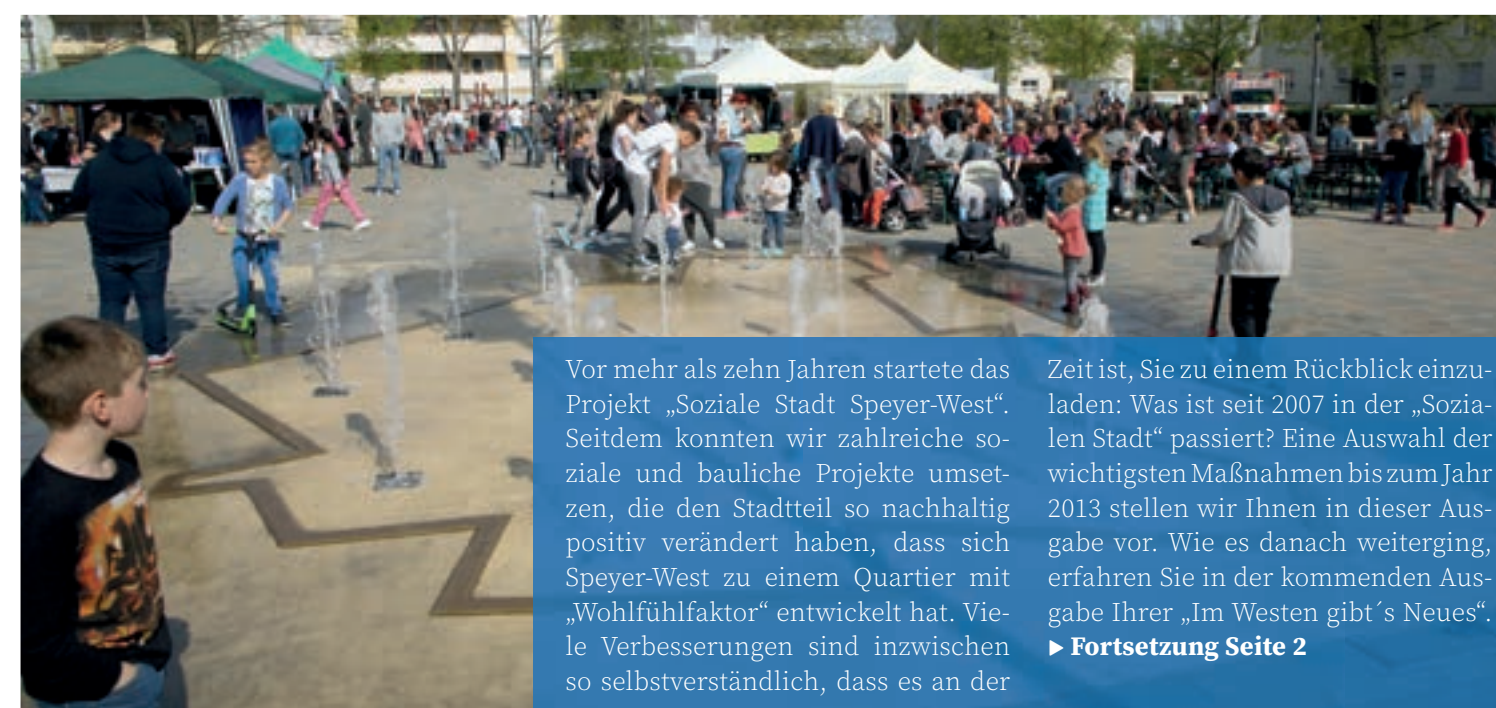 Vor mehr als zehn Jahren startete das
Projekt „Soziale Stadt Speyer-West“.
Seitdem konnten wir zahlreiche so-
ziale und bauliche Projekte umset-
zen, die den Stadtteil so nachhaltig
positiv verändert haben, dass sich
Speyer-West zu einem Quartier mit
„Wohlfühlfaktor“ entwickelt hat. Vie-
le Verbesserungen sind inzwischen
so selbstverständlich, dass es an der
Zeit ist, Sie zu einem Rückblick einzu-
laden: Was ist seit 2007 in der „Sozia-
len Stadt“ passiert? Eine Auswahl der
wichtigsten Maßnahmen bis zum Jahr
2013 stellen wir Ihnen in dieser Aus-
gabe vor. Wie es danach weiterging,
erfahren Sie in der kommenden Aus-
gabe Ihrer „Im Westen gibt´s Neues“.
▶ Fortsetzung Seite 2